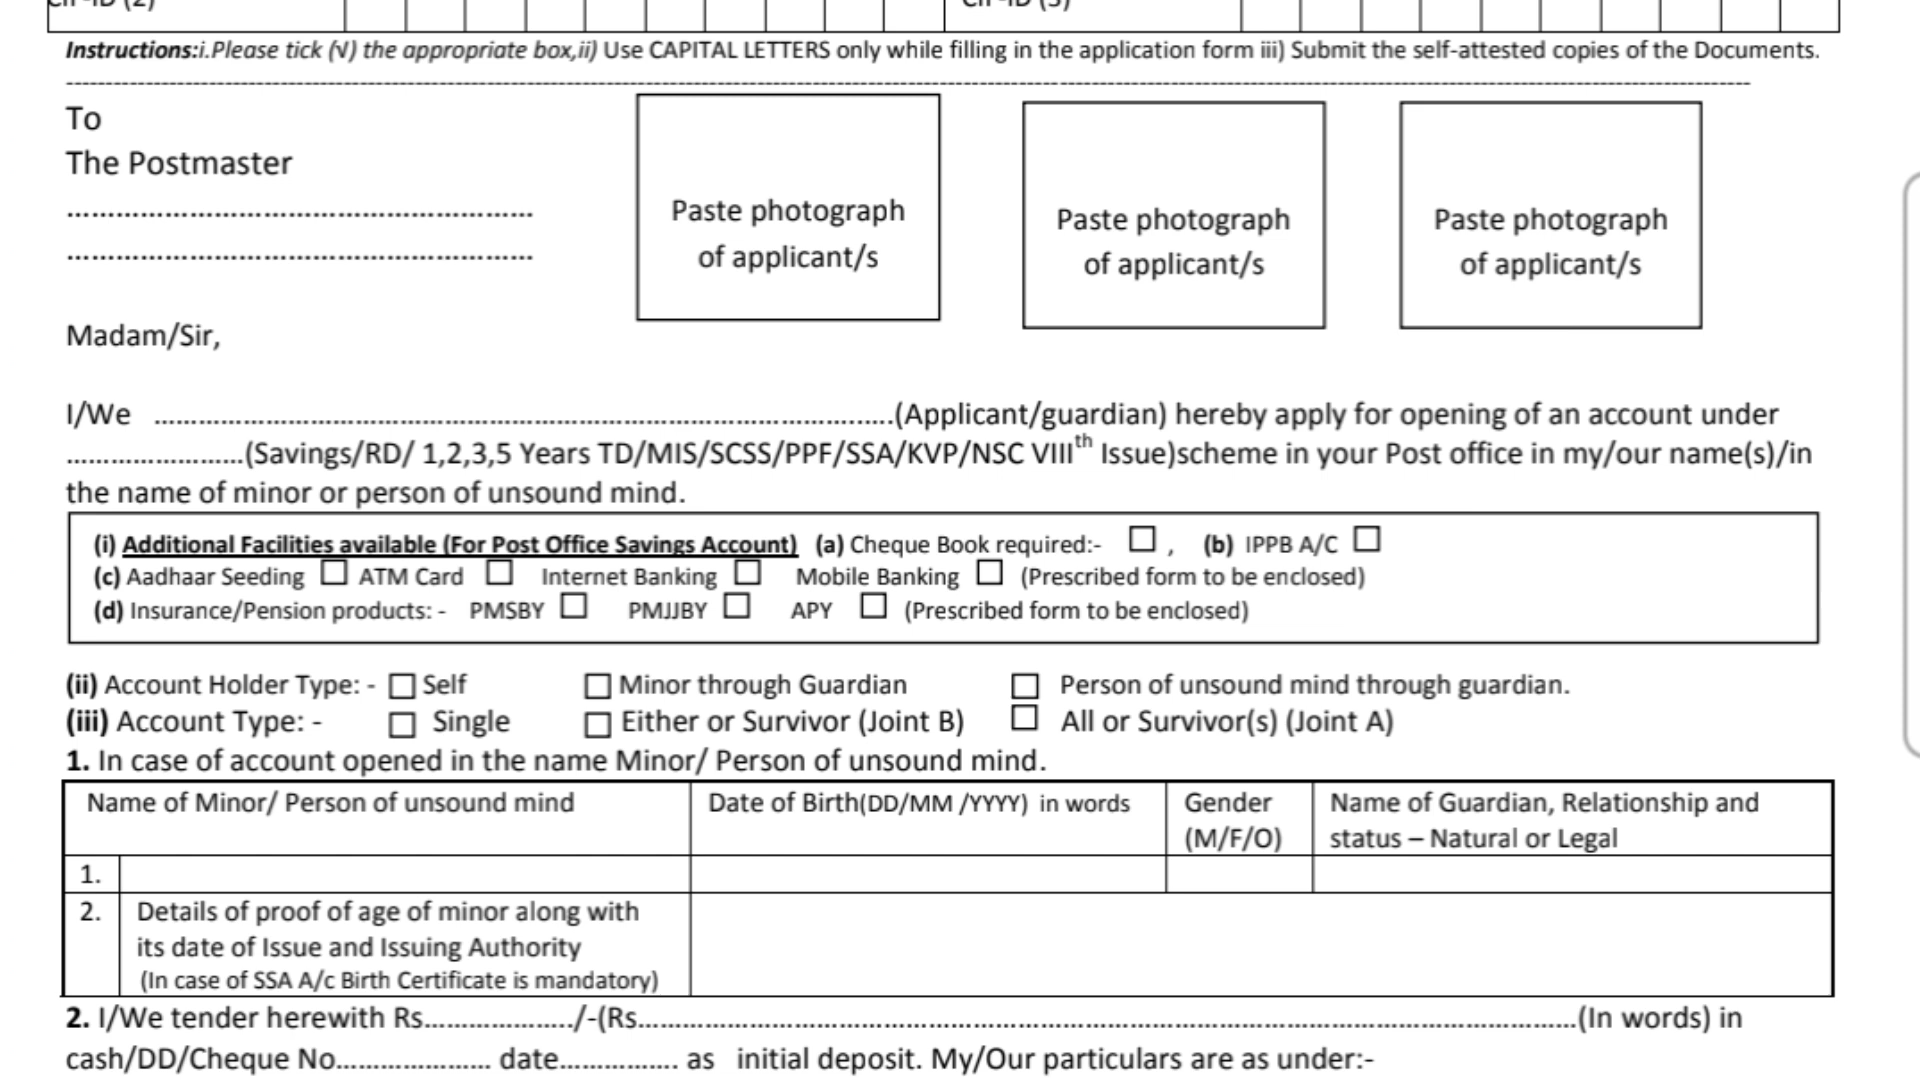 CIF-ID (2) CIF-ID (3)
Instructions:i.Please tick (√) the appropriate box,ii) Use CAPITAL LETTERS only while filling in the application form iii) Submit the self-attested copies of the Documents.
To
The Postmaster
Paste photograph
of applicant/s
Paste photograph
of applicant/s
Paste photograph
of applicant/s
Madam/Sir,
I/We ……………………………………………………………………………….(Applicant/guardian) hereby apply for opening of an account under
………………….(Savings/RD/ 1,2,3,5 Years TD/MIS/SCSS/PPF/SSA/KVP/NSC VIIIth Issue)scheme in your Post office in my/our name(s)/in
the name of minor or person of unsound mind.
(i) Additional Facilities available (For Post Office Savings Account) (a) Cheque Book required:- ☐ , (b) IPPB A/C ☐
(c) Aadhaar Seeding ☐ ATM Card ☐ Internet Banking ☐ Mobile Banking ☐ (Prescribed form to be enclosed)
(d) Insurance/Pension products: - PMSBY ☐ PMJJBY ☐ APY ☐ (Prescribed form to be enclosed)
(ii) Account Holder Type: - ☐ Self ☐ Minor through Guardian ☐ Person of unsound mind through guardian.
(iii) Account Type: - ☐ Single ☐ Either or Survivor (Joint B) ☐ All or Survivor(s) (Joint A)
1. In case of account opened in the name Minor/ Person of unsound mind.
Name of Minor/ Person of unsound mind Date of Birth(DD/MM /YYYY) in words Gender
(M/F/O) Name of Guardian, Relationship and
status – Natural or Legal
1.
2. Details of proof of age of minor along with
its date of Issue and Issuing Authority
(In case of SSA A/c Birth Certificate is mandatory)
2. I/We tender herewith Rs………………/-(Rs……………………………………………………………………………………………………(In words) in
cash/DD/Cheque No……………….. date………….. as initial deposit. My/Our particulars are as under:-